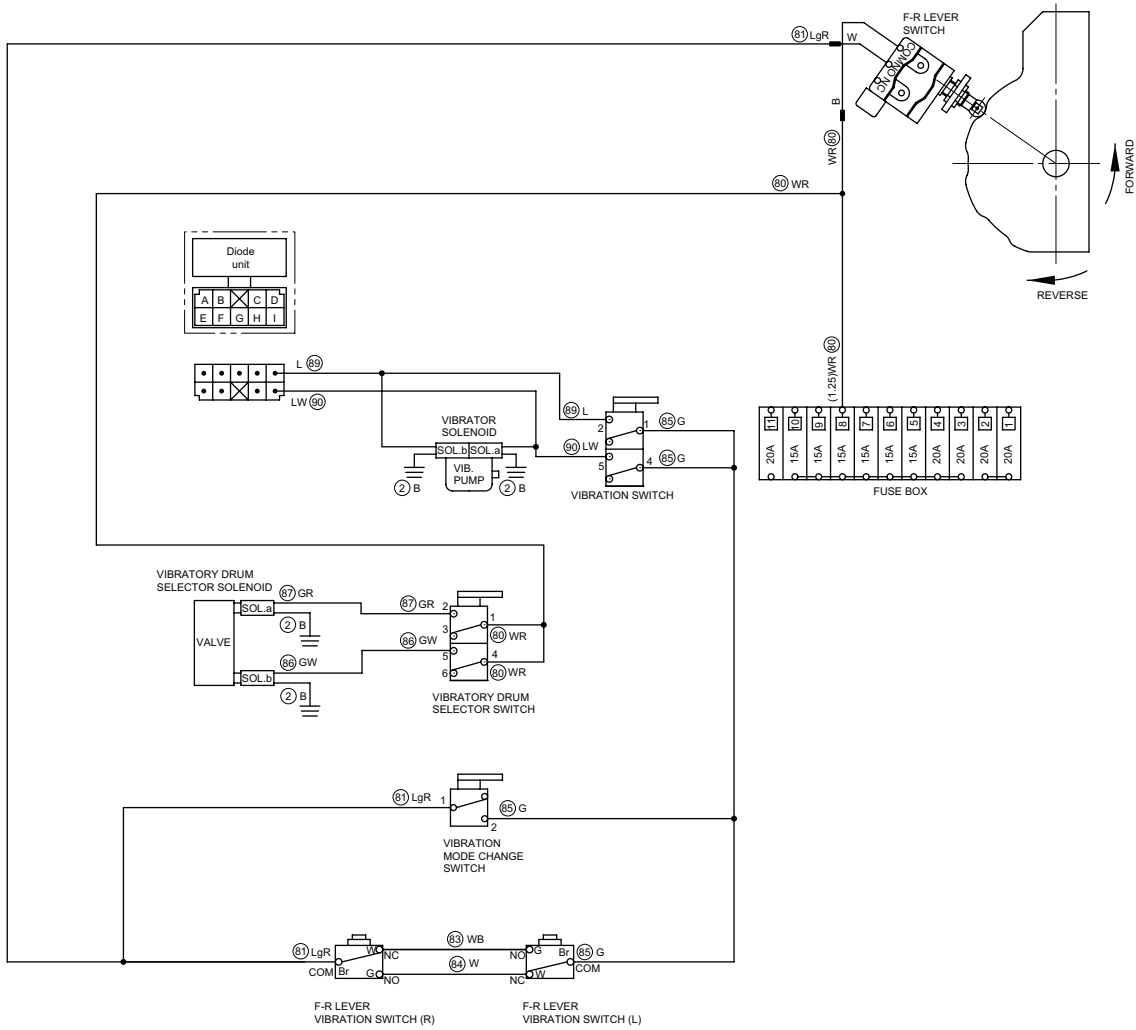 F-R LEVER
SWITCH
81 LgR
W
COM NO NC
B
WR 80
FORWARD
80 WR
REVERSE
Diode
unit
A B C D
E F G H I
L 89
LW 90
(1.25)WR 80
VIBRATOR
SOLENOID
SOL.b SOL.a
VIB.
PUMP
2 B
2 B
89 L
2
1
85 G
90 LW
5
4
85 G
VIBRATION SWITCH
11 10 9 8 7 6 5 4 3 2 1
20A 15A 15A 15A 15A 15A 15A 20A 20A 20A 20A
FUSE BOX
VIBRATORY DRUM
SELECTOR SOLENOID
87 GR
SOL.a
2 B
VALVE
86 GW
SOL.b
2 B
87 GR
2
1
3
80 WR
86 GW
5
4
6
80 WR
VIBRATORY DRUM
SELECTOR SWITCH
81 LgR
1
85 G
2
VIBRATION
MODE CHANGE
SWITCH
81 LgR
COM Br
W NC
G NO
83 WB
84 W
NO G
NC W
Br COM
85 G
F-R LEVER
VIBRATION SWITCH (R)
F-R LEVER
VIBRATION SWITCH (L)